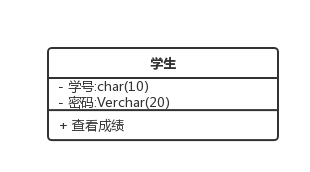 学生
- 学号:char(10)
- 密码:Verchar(20)
+ 查看成绩